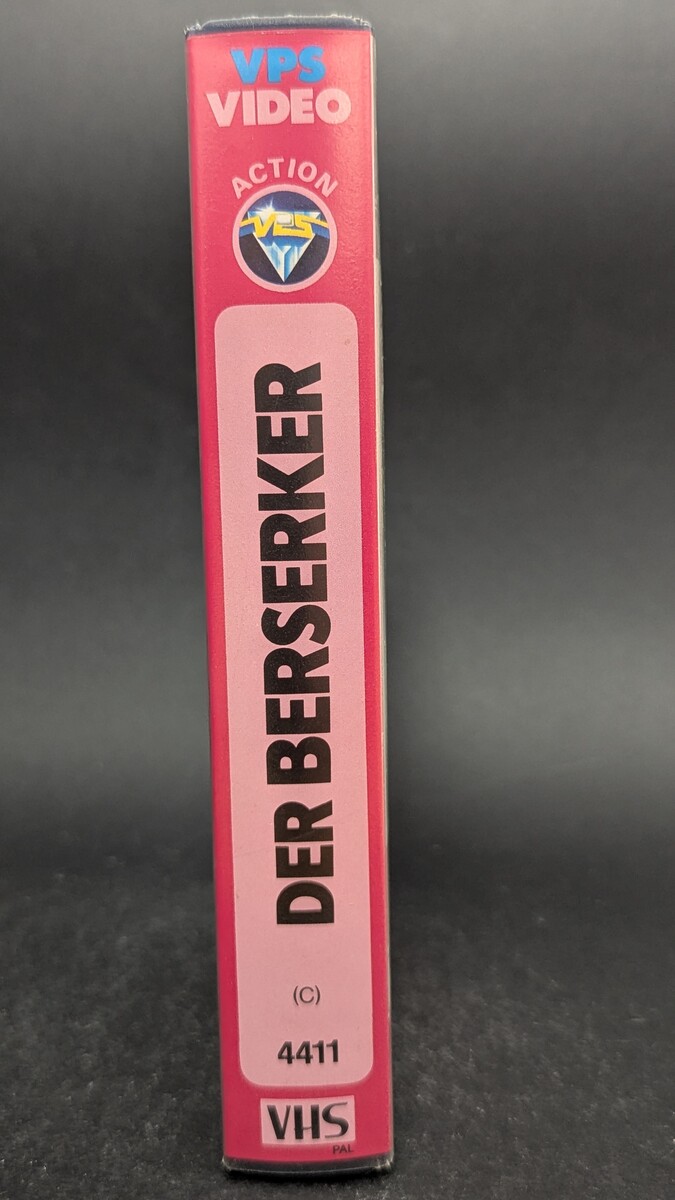 VPS
VIDEO
ACTION
VPS
DER BERSERKER
(C)
4411
VHS
PAL